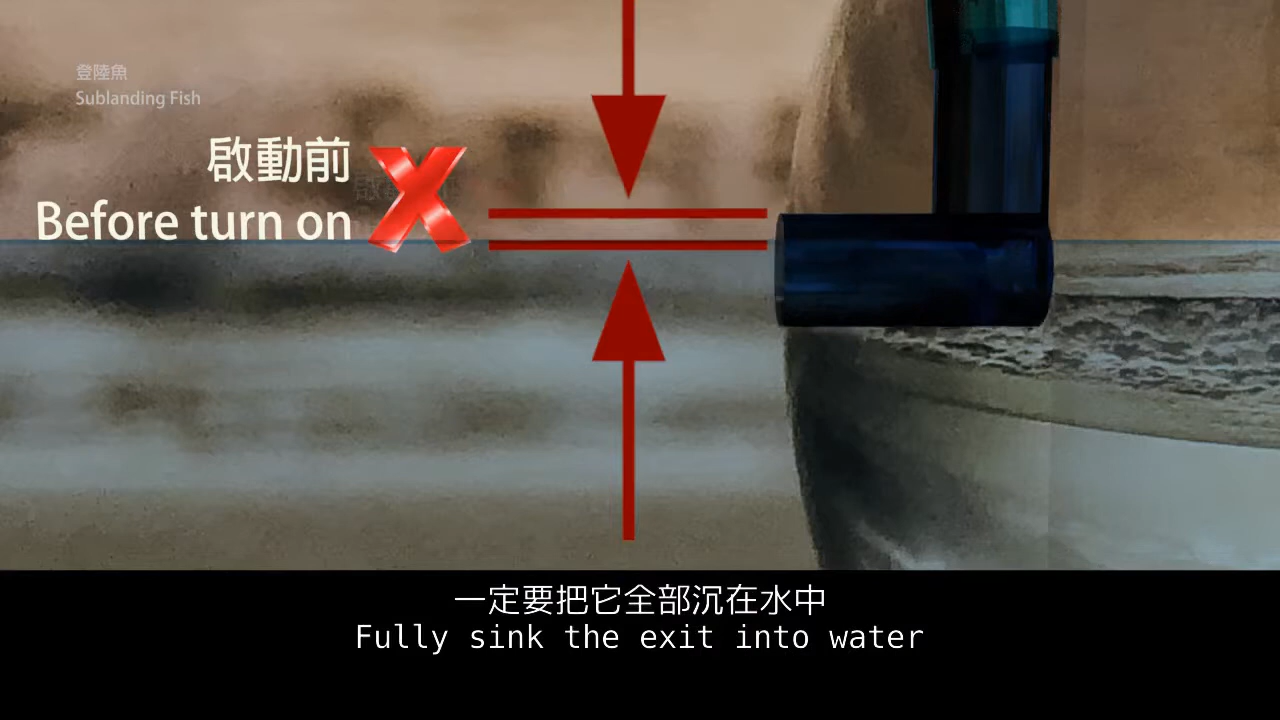 登陸魚
Sublanding Fish
啟動前
Before turn on
一定要把它全部沉在水中
Fully sink the exit into water